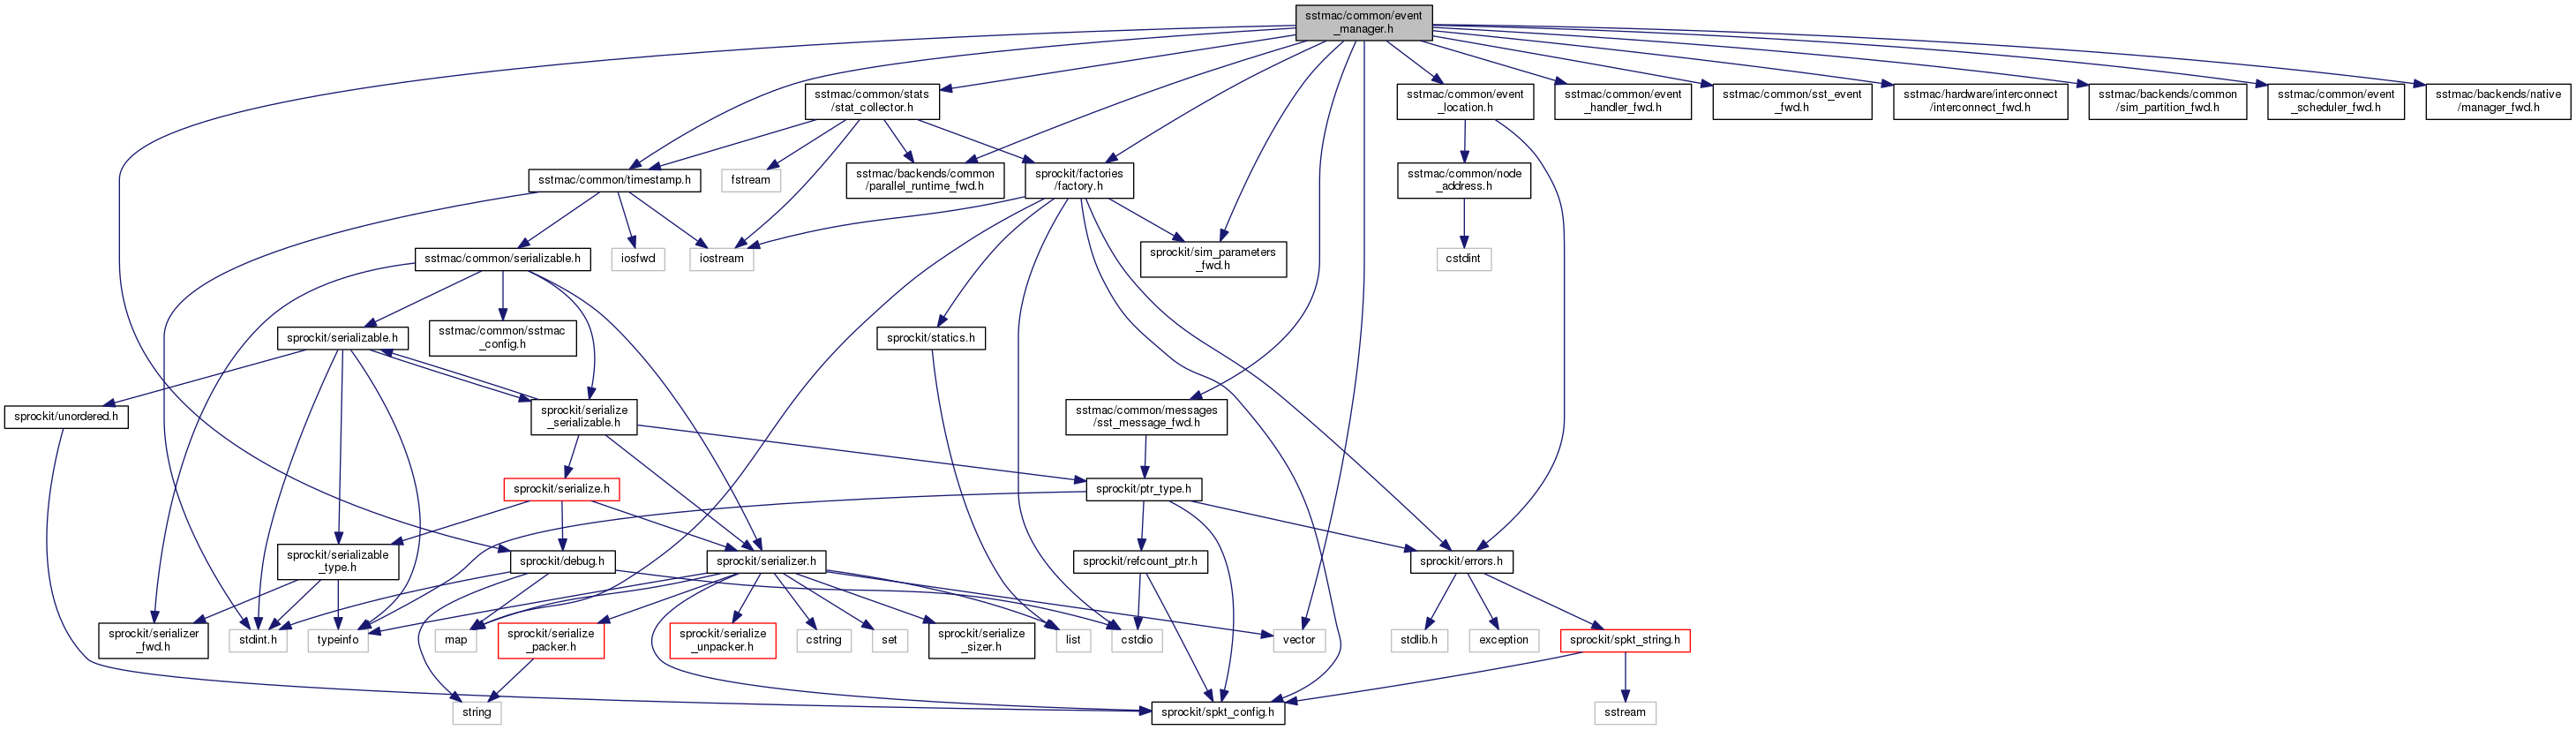 sstmac/common/event
_manager.h
sstmac/common/stats
/stat_collector.h
sstmac/common/event
_location.h
sstmac/common/event
_handler_fwd.h
sstmac/common/sst_event
_fwd.h
sstmac/hardware/interconnect
/interconnect_fwd.h
sstmac/backends/common
/sim_partition_fwd.h
sstmac/common/event
_scheduler_fwd.h
sstmac/backends/native
/manager_fwd.h
sstmac/common/timestamp.h
fstream
sstmac/backends/common
/parallel_runtime_fwd.h
sprockit/factories
/factory.h
sstmac/common/node
_address.h
sstmac/common/serializable.h
iosfwd
iostream
sprockit/sim_parameters
_fwd.h
cstdint
sprockit/serializable.h
sstmac/common/sstmac
_config.h
sprockit/statics.h
sprockit/unordered.h
sprockit/serialize
_serializable.h
sstmac/common/messages
/sst_message_fwd.h
sprockit/serialize.h
sprockit/ptr_type.h
sprockit/serializable
_type.h
sprockit/debug.h
sprockit/serializer.h
sprockit/refcount_ptr.h
sprockit/errors.h
sprockit/serializer
_fwd.h
stdint.h
typeinfo
map
sprockit/serialize
_packer.h
sprockit/serialize
_unpacker.h
cstring
set
sprockit/serialize
_sizer.h
list
cstdio
vector
stdlib.h
exception
sprockit/spkt_string.h
string
sprockit/spkt_config.h
sstream